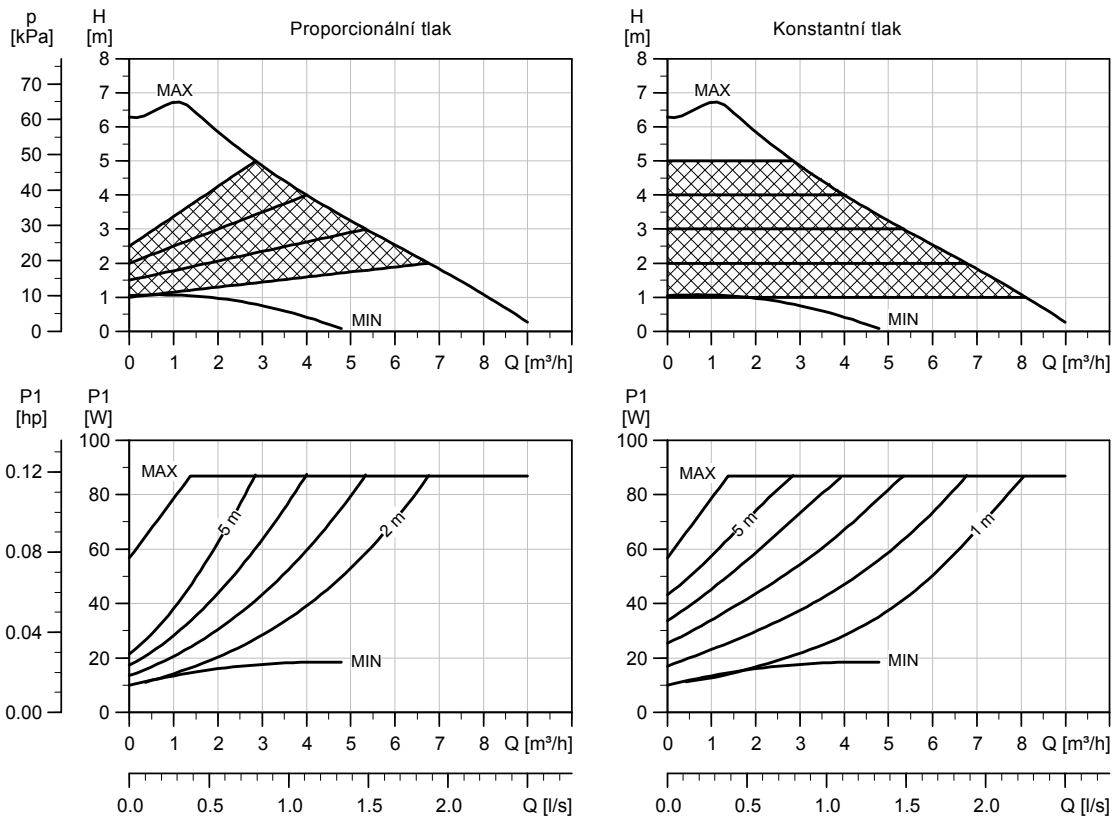 p
[kPa]
H
[m]
Proporcionální tlak
H
[m]
Konstantní tlak
70
60
50
40
30
20
10
0
8
7
6
5
4
3
2
1
0
MAX
MIN
0 1 2 3 4 5 6 7 8 Q [m³/h]
8
7
6
5
4
3
2
1
0
MAX
MIN
0 1 2 3 4 5 6 7 8 Q [m³/h]
P1
[hp]
P1
[W]
P1
[W]
0.12
0.08
0.04
0.00
100
80
60
40
20
0
MAX
5 m
2 m
MIN
0 1 2 3 4 5 6 7 8 Q [m³/h]
0.0 0.5 1.0 1.5 2.0 Q [l/s]
100
80
60
40
20
0
MAX
5 m
1 m
MIN
0 1 2 3 4 5 6 7 8 Q [m³/h]
0.0 0.5 1.0 1.5 2.0 Q [l/s]